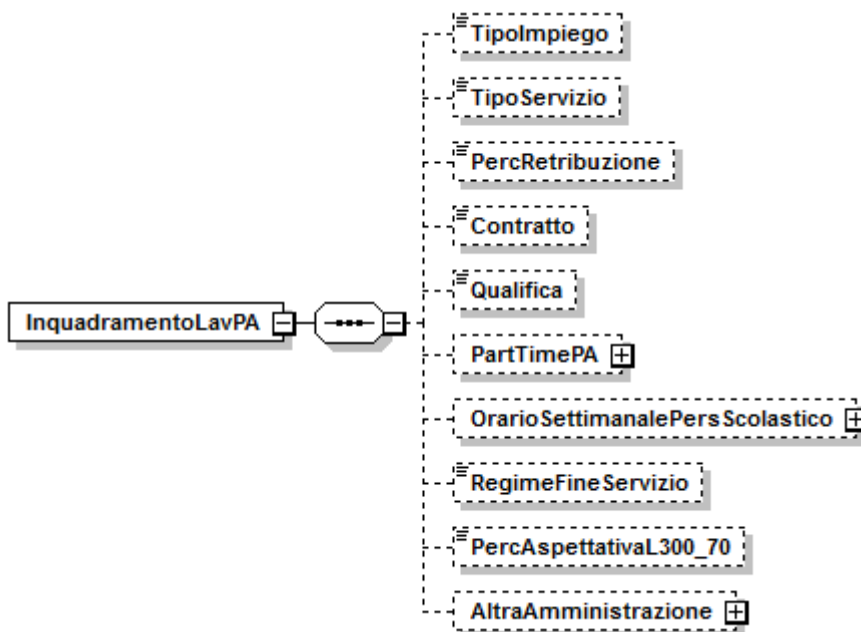 TipoImpiego
TipoServizio
PercRetribuzione
Contratto
Qualifica
InquadramentoLavPA
PartTimePA
OrarioSettimanalePersScolastico
RegimeFineServizio
PercAspettativaL300_70
AltraAmministrazione